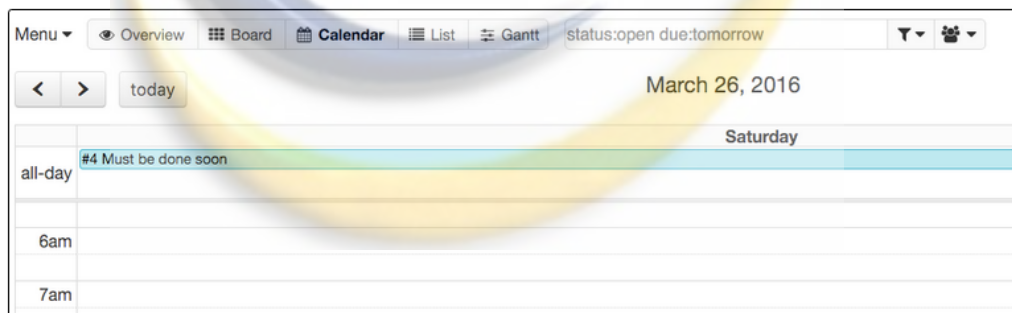 Menu Overview Board Calendar List Gantt status:open due:tomorrow
today March 26, 2016
Saturday
all-day #4 Must be done soon
6am
7am